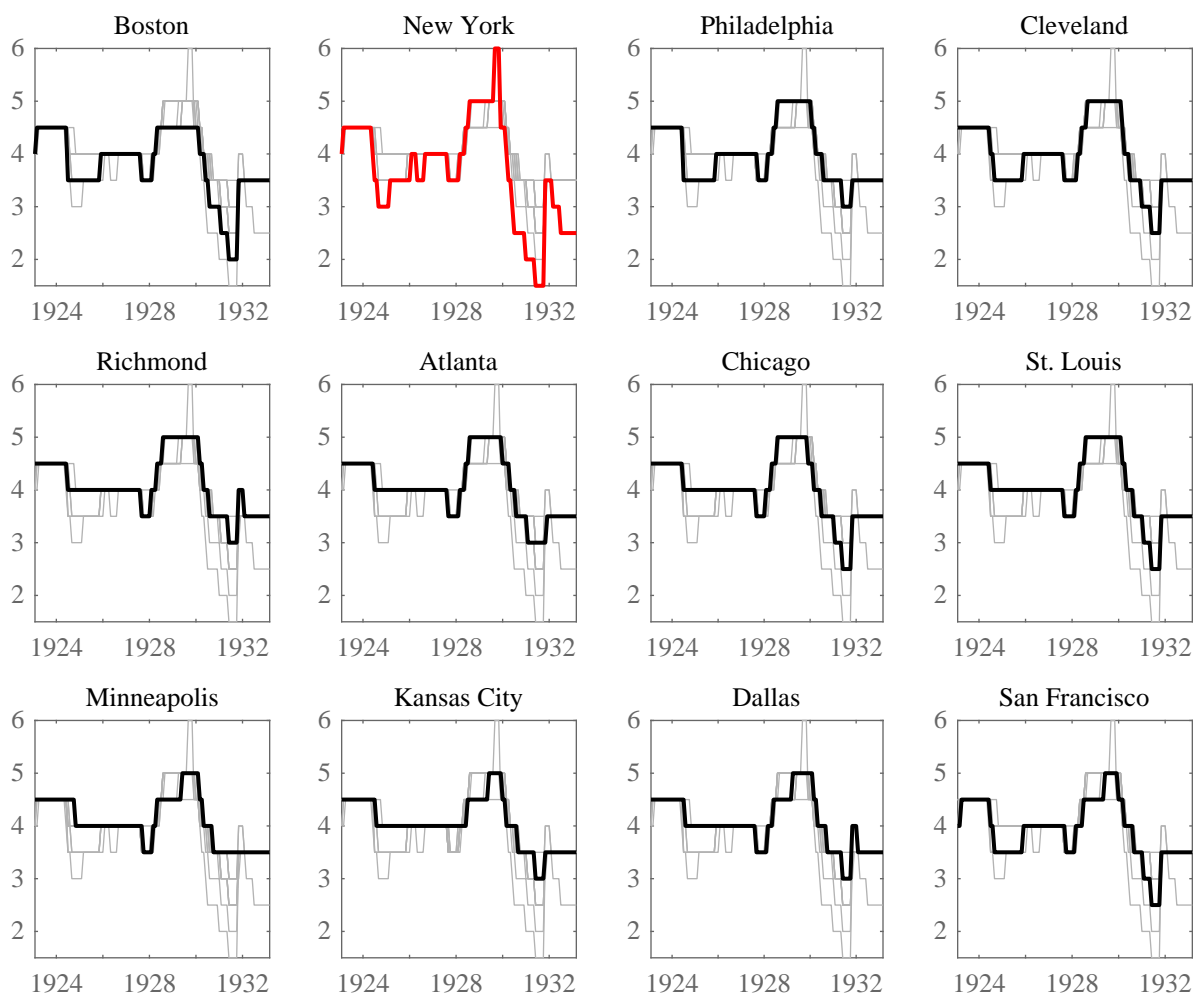 Boston New York Philadelphia Cleveland
6 6 6 6
5 5 5 5
4 4 4 4
3 3 3 3
2 2 2 2
1924 1928 1932 1924 1928 1932 1924 1928 1932 1924 1928 1932
Richmond Atlanta Chicago St. Louis
6 6 6 6
5 5 5 5
4 4 4 4
3 3 3 3
2 2 2 2
1924 1928 1932 1924 1928 1932 1924 1928 1932 1924 1928 1932
Minneapolis Kansas City Dallas San Francisco
6 6 6 6
5 5 5 5
4 4 4 4
3 3 3 3
2 2 2 2
1924 1928 1932 1924 1928 1932 1924 1928 1932 1924 1928 1932